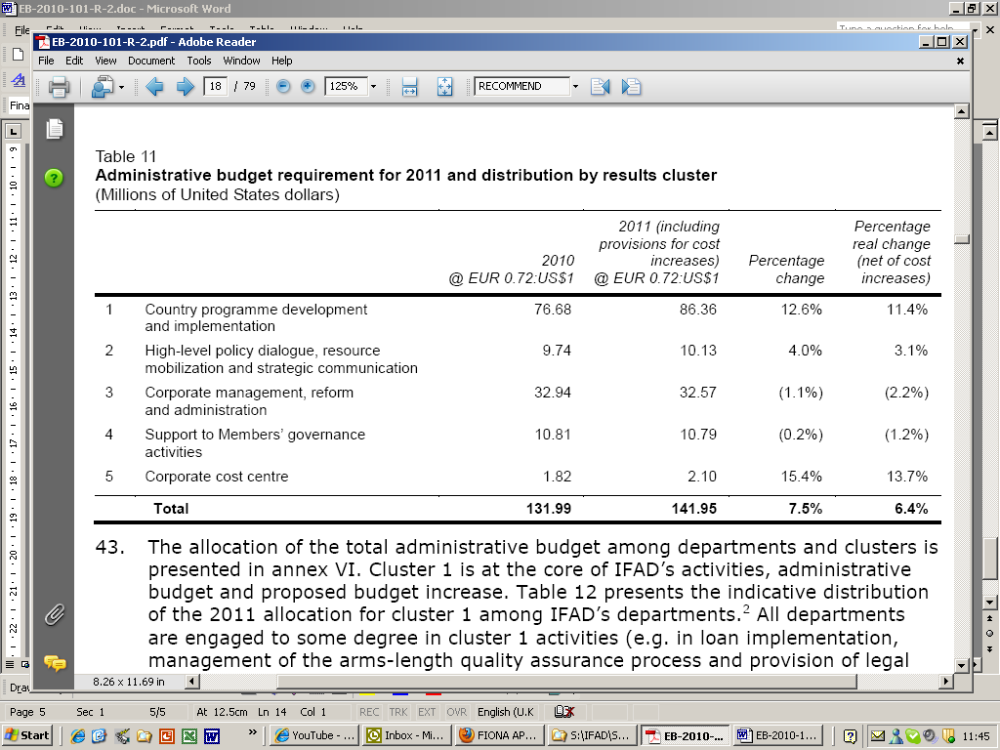 EB-2010-101-R-2.doc - Microsoft Word
File Edit View Insert Format Tools Table Window Help
Type a question for help
EB-2010-101-R-2.pdf - Adobe Reader
File Edit View Document Tools Window Help
18 / 79 125% RECOMMEND
Fina
Table 11
Administrative budget requirement for 2011 and distribution by results cluster
(Millions of United States dollars)
2010
@ EUR 0.72:US$1
2011 (including
provisions for cost
increases)
@ EUR 0.72:US$1
Percentage
change
Percentage
real change
(net of cost
increases)
1 Country programme development
and implementation 76.68 86.36 12.6% 11.4%
2 High-level policy dialogue, resource
mobilization and strategic communication 9.74 10.13 4.0% 3.1%
3 Corporate management, reform
and administration 32.94 32.57 (1.1%) (2.2%)
4 Support to Members’ governance
activities 10.81 10.79 (0.2%) (1.2%)
5 Corporate cost centre 1.82 2.10 15.4% 13.7%
Total 131.99 141.95 7.5% 6.4%
43. The allocation of the total administrative budget among departments and clusters is
presented in annex VI. Cluster 1 is at the core of IFAD’s activities, administrative
budget and proposed budget increase. Table 12 presents the indicative distribution
of the 2011 allocation for cluster 1 among IFAD’s departments.2 All departments
are engaged to some degree in cluster 1 activities (e.g. in loan implementation,
management of the arms-length quality assurance process and provision of legal
8.26 x 11.69 in
Page 5 Sec 1 5/5 At 12.5cm Ln 14 Col 1 REC TRK EXT OVR English (U.K
Start YouTube - ... Inbox - Mi... FIONA AP... S:\IFAD\S... EB-2010-... EB-2010-1... 11:45